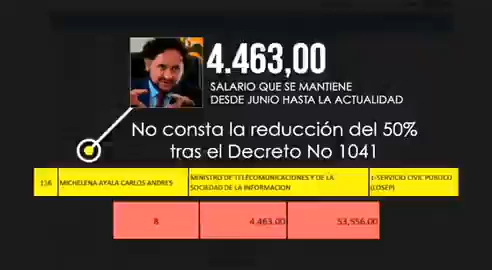 4.463,00
SALARIO QUE SE MANTIENE
DESDE JUNIO HASTA LA ACTUALIDAD
No consta la reducción del 50%
tras el Decreto No 1041
136 MICHELENA AYALA CARLOS ANDRES MINISTRO DE TELECOMUNICACIONES Y DE LA SOCIEDAD DE LA INFORMACION 1-SERVICIO CIVIL PUBLICO (LOSEP)
8 4.463,00 53,556.00